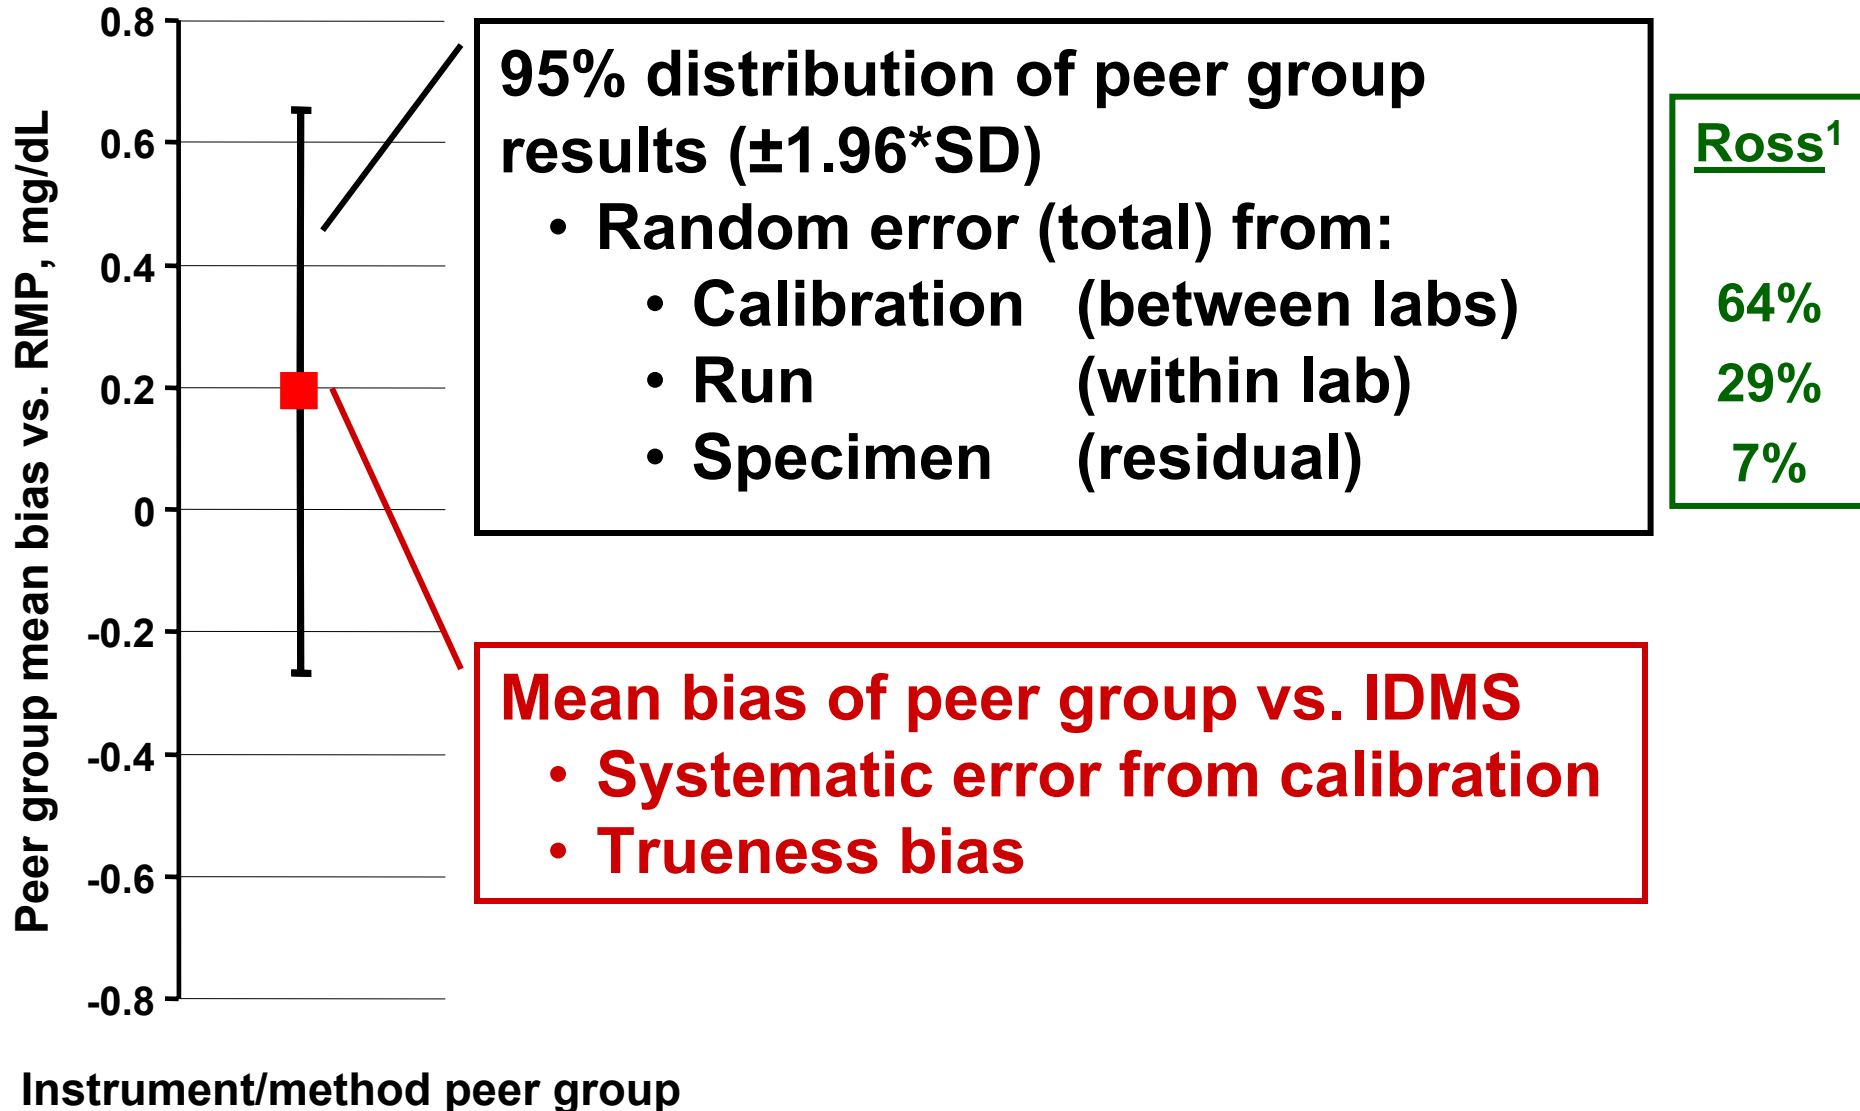 Peer group mean bias vs. RMP, mg/dL
0.8
0.6
0.4
0.2
0
-0.2
-0.4
-0.6
-0.8
95% distribution of peer group
results (±1.96*SD)
• Random error (total) from:
• Calibration (between labs)
• Run (within lab)
• Specimen (residual)
Ross¹
64%
29%
7%
Mean bias of peer group vs. IDMS
• Systematic error from calibration
• Trueness bias
Instrument/method peer group